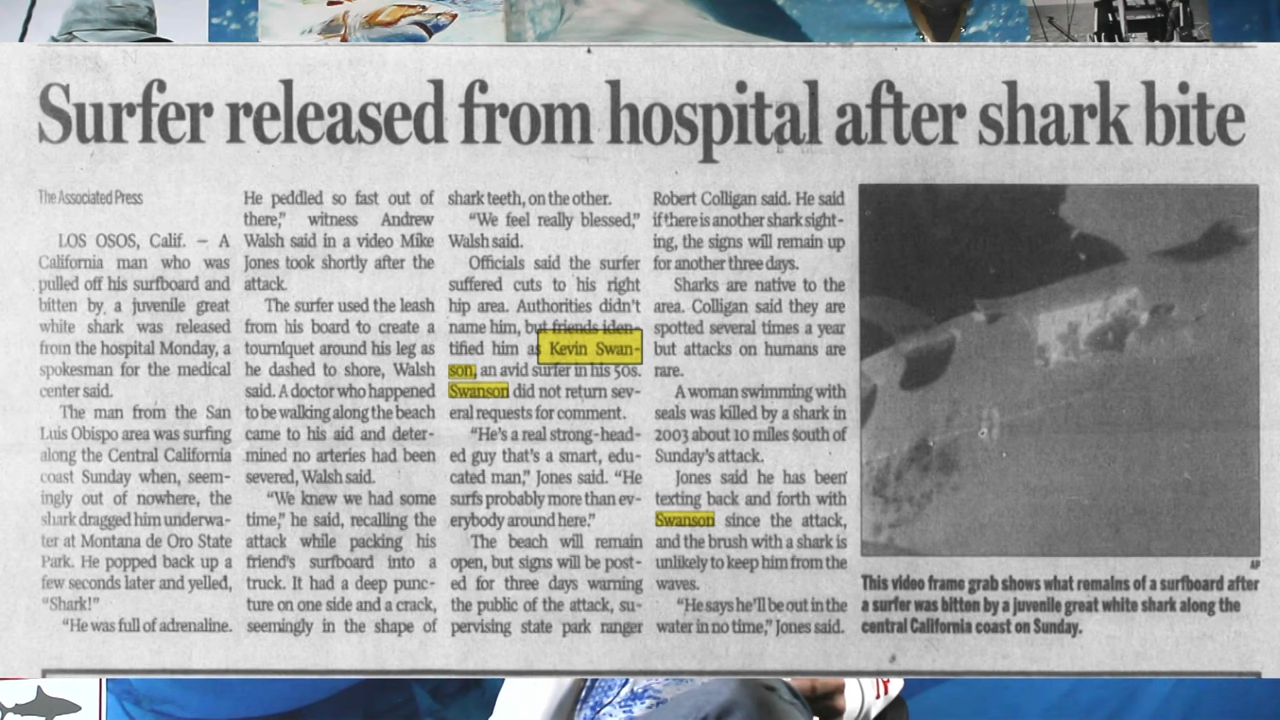 Surfer released from hospital after shark bite
The Associated Press
LOS OSOS, Calif. — A
California man who was
pulled off his surfboard and
bitten by a juvenile great
white shark was released
from the hospital Monday, a
spokesman for the medical
center said.
The man from the San
Luis Obispo area was surfing
along the Central California
coast Sunday when, seem-
ingly out of nowhere, the
shark dragged him underwa-
ter at Montana de Oro State
Park. He popped back up a
few seconds later and yelled,
“Shark!”
“He was full of adrenaline.
He peddled so fast out of
there,” witness Andrew
Walsh said in a video Mike
Jones took shortly after the
attack.
The surfer used the leash
from his board to create a
tourniquet around his leg as
he dashed to shore, Walsh
said. A doctor who happened
to be walking along the beach
came to his aid and deter-
mined no arteries had been
severed, Walsh said.
“We knew we had some
time,” he said, recalling the
attack while packing his
friend’s surfboard into a
truck. It had a deep punc-
ture on one side and a crack,
seemingly in the shape of
shark teeth, on the other.
“We feel really blessed,”
Walsh said.
Officials said the surfer
suffered cuts to his right
hip area. Authorities didn’t
name him, but friends iden-
tified him as Kevin Swan-
son, an avid surfer in his 50s.
Swanson did not return sev-
eral requests for comment.
“He’s a real strong-head-
ed guy that’s a smart, edu-
cated man,” Jones said. “He
surfs probably more than ev-
erybody around here.”
The beach will remain
open, but signs will be post-
ed for three days warning
the public of the attack, su-
pervising state park ranger
Robert Colligan said. He said
if there is another shark sight-
ing, the signs will remain up
for another three days.
Sharks are native to the
area. Colligan said they are
spotted several times a year
but attacks on humans are
rare.
A woman swimming with
seals was killed by a shark in
2003 about 10 miles south of
Sunday’s attack.
Jones said he has been
texting back and forth with
Swanson since the attack,
and the brush with a shark is
unlikely to keep him from the
waves.
“He says he’ll be out in the
water in no time,” Jones said.
AP
This video frame grab shows what remains of a surfboard after
a surfer was bitten by a juvenile great white shark along the
central California coast on Sunday.